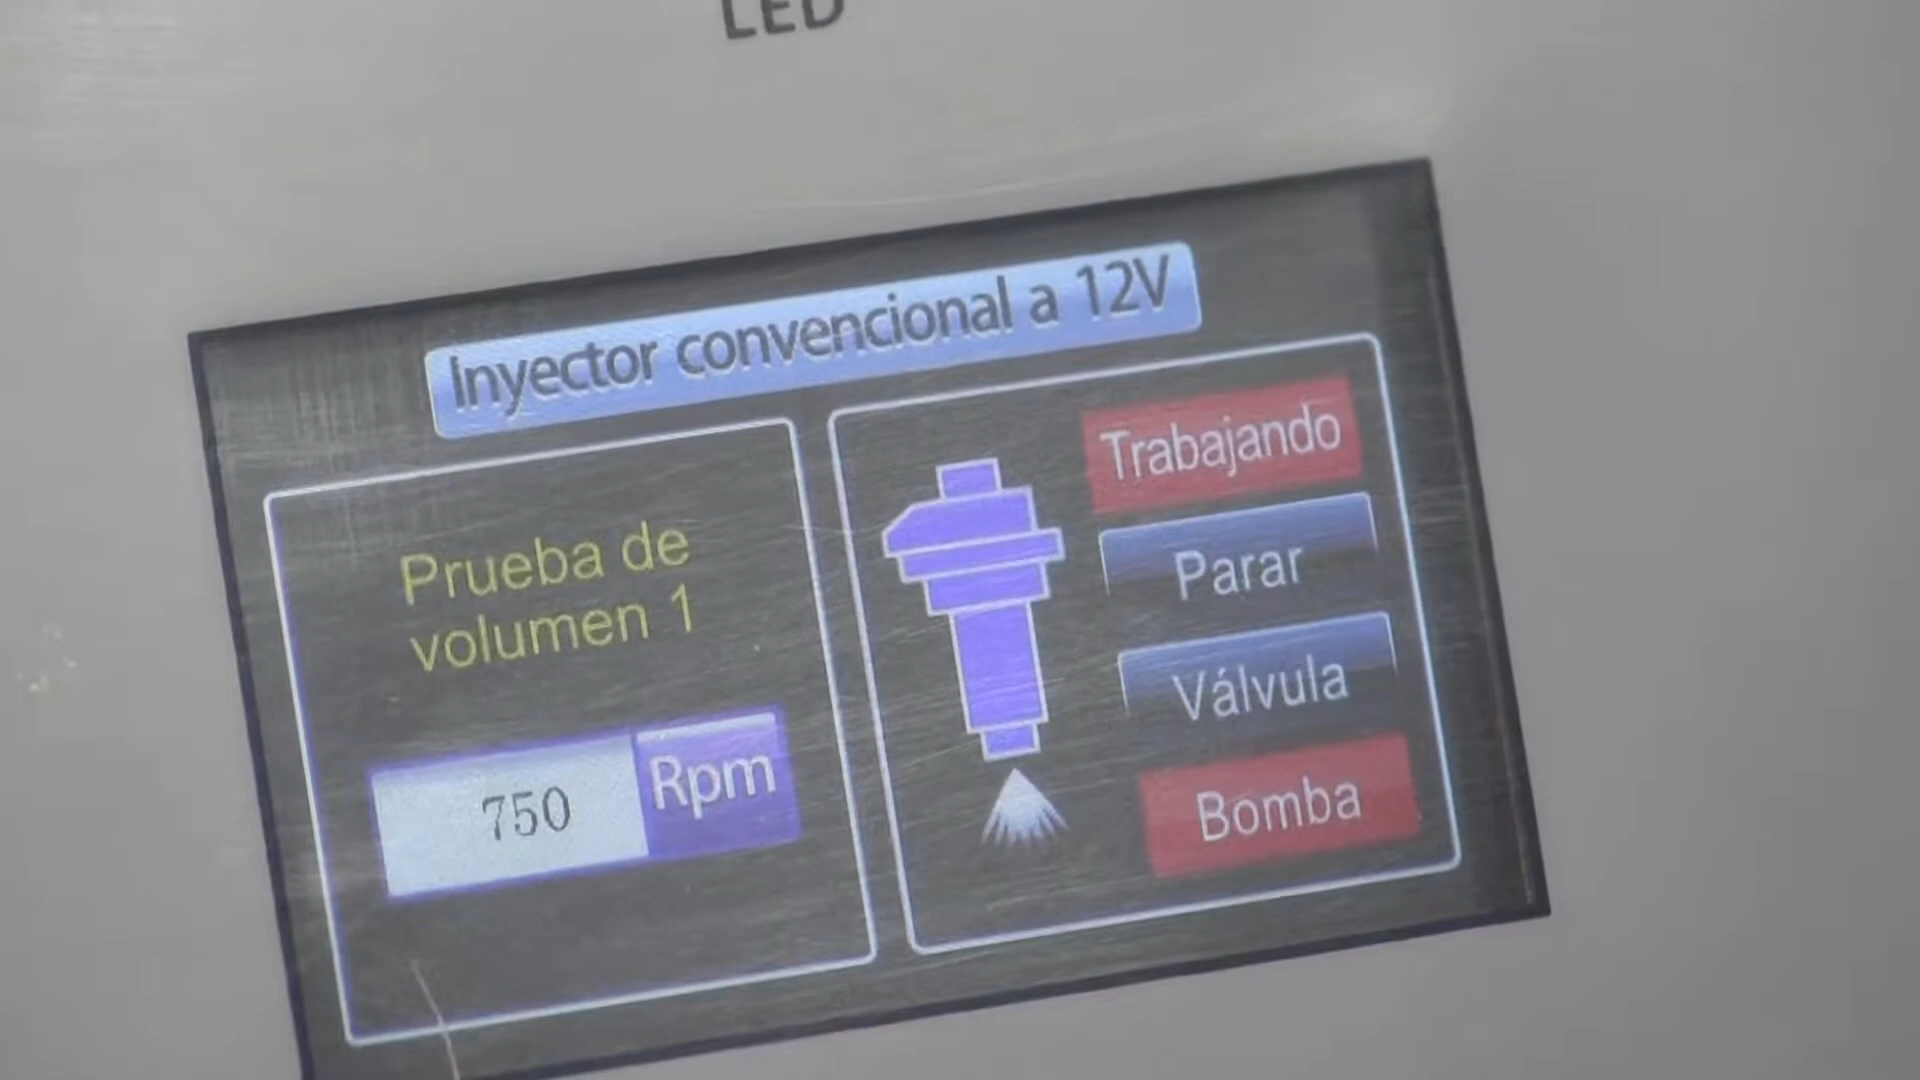 LED
Inyector convencional a 12V
Prueba de
volumen 1
750 Rpm
Trabajando
Parar
Válvula
Bomba